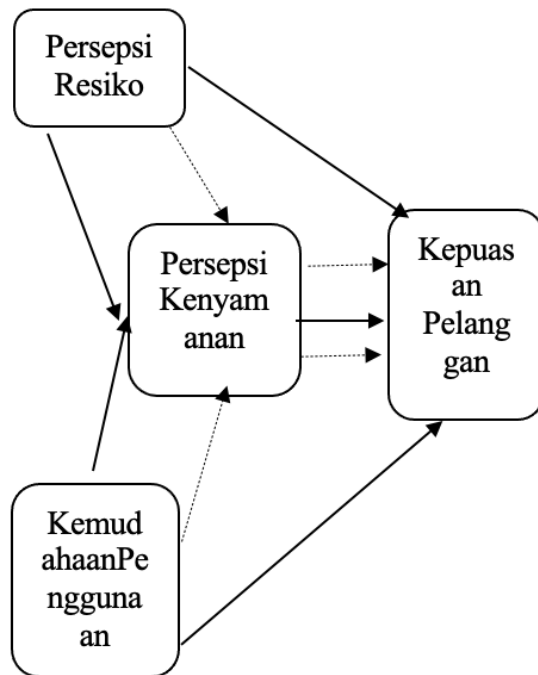 Persepsi
Resiko
Persepsi
Kenyam
anan
Kepuas
an
Pelang
gan
Kemud
ahaanPe
ngguna
an